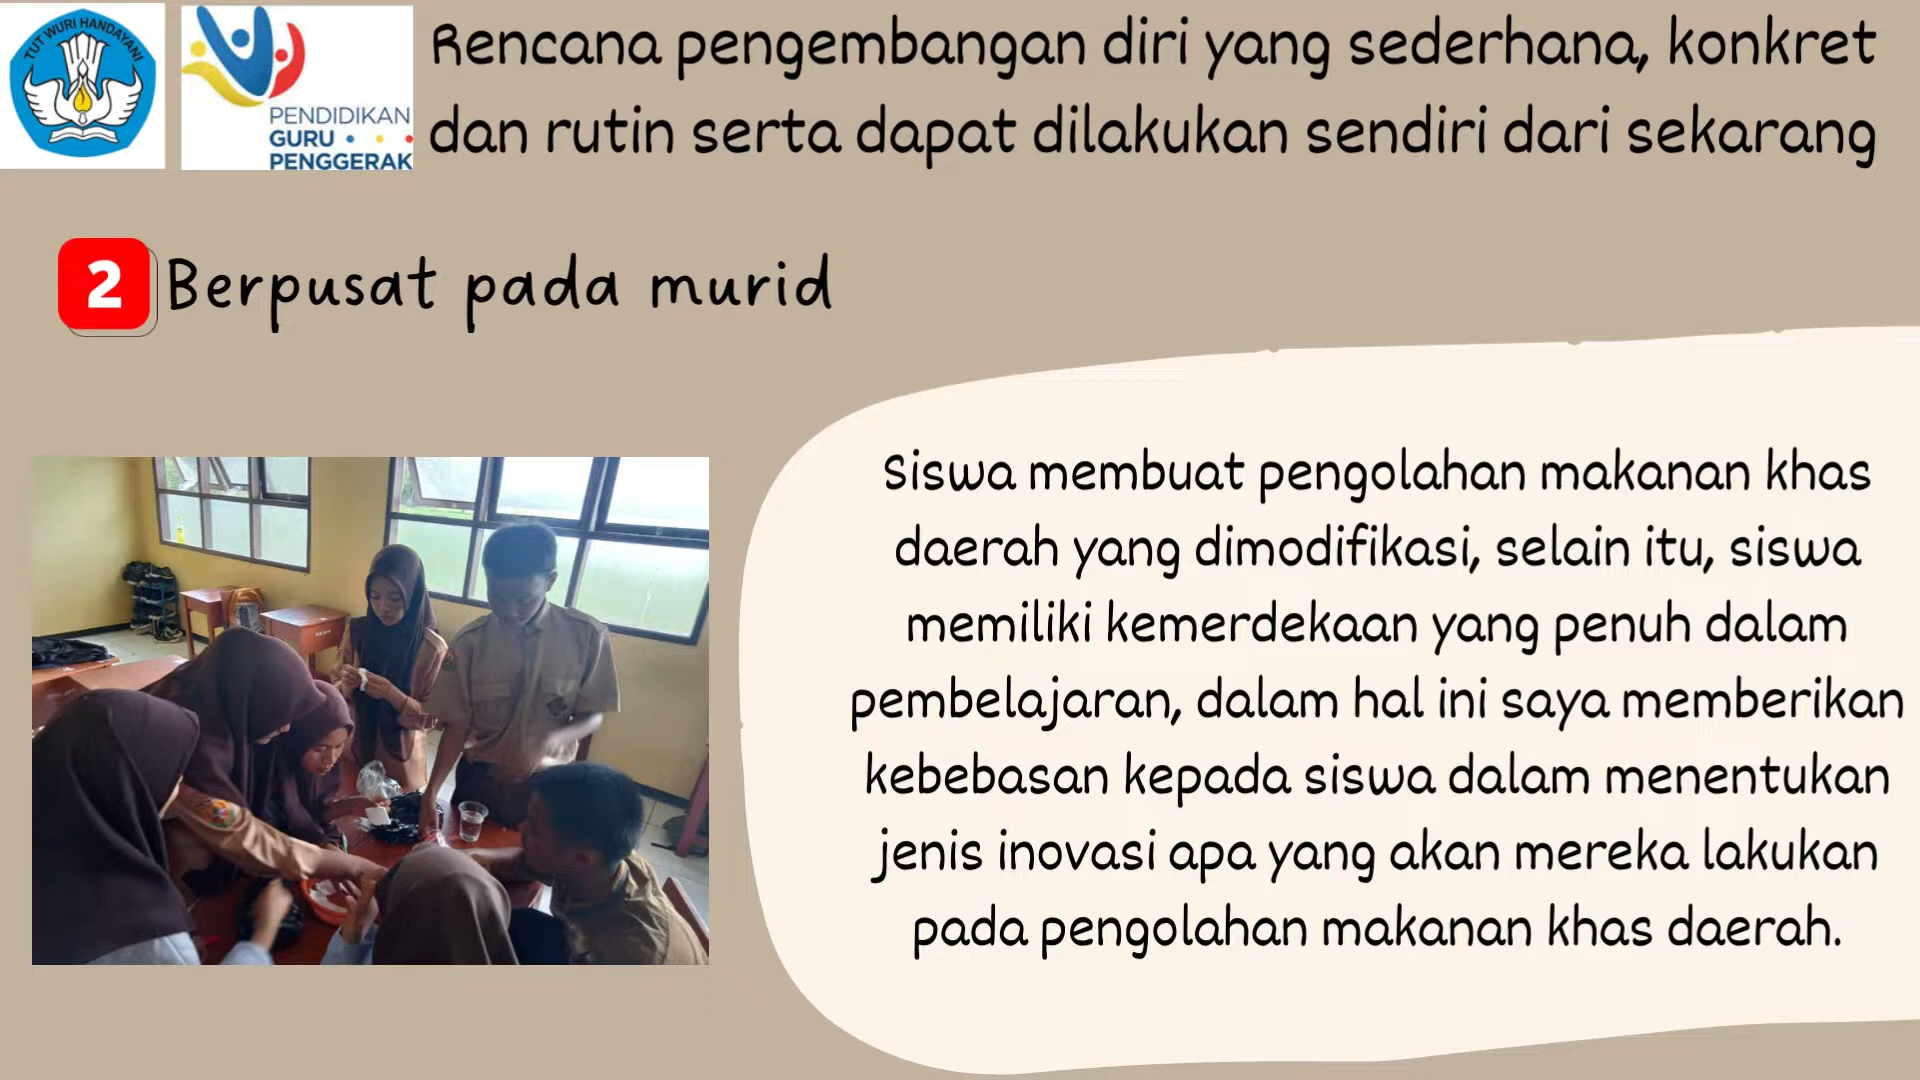 TUT WURI HANDAYANI
PENDIDIKAN
GURU
PENGGERAK
Rencana pengembangan diri yang sederhana, konkret
dan rutin serta dapat dilakukan sendiri dari sekarang
2 Berpusat pada murid
Siswa membuat pengolahan makanan khas
daerah yang dimodifikasi, selain itu, siswa
memiliki kemerdekaan yang penuh dalam
pembelajaran, dalam hal ini saya memberikan
kebebasan kepada siswa dalam menentukan
jenis inovasi apa yang akan mereka lakukan
pada pengolahan makanan khas daerah.